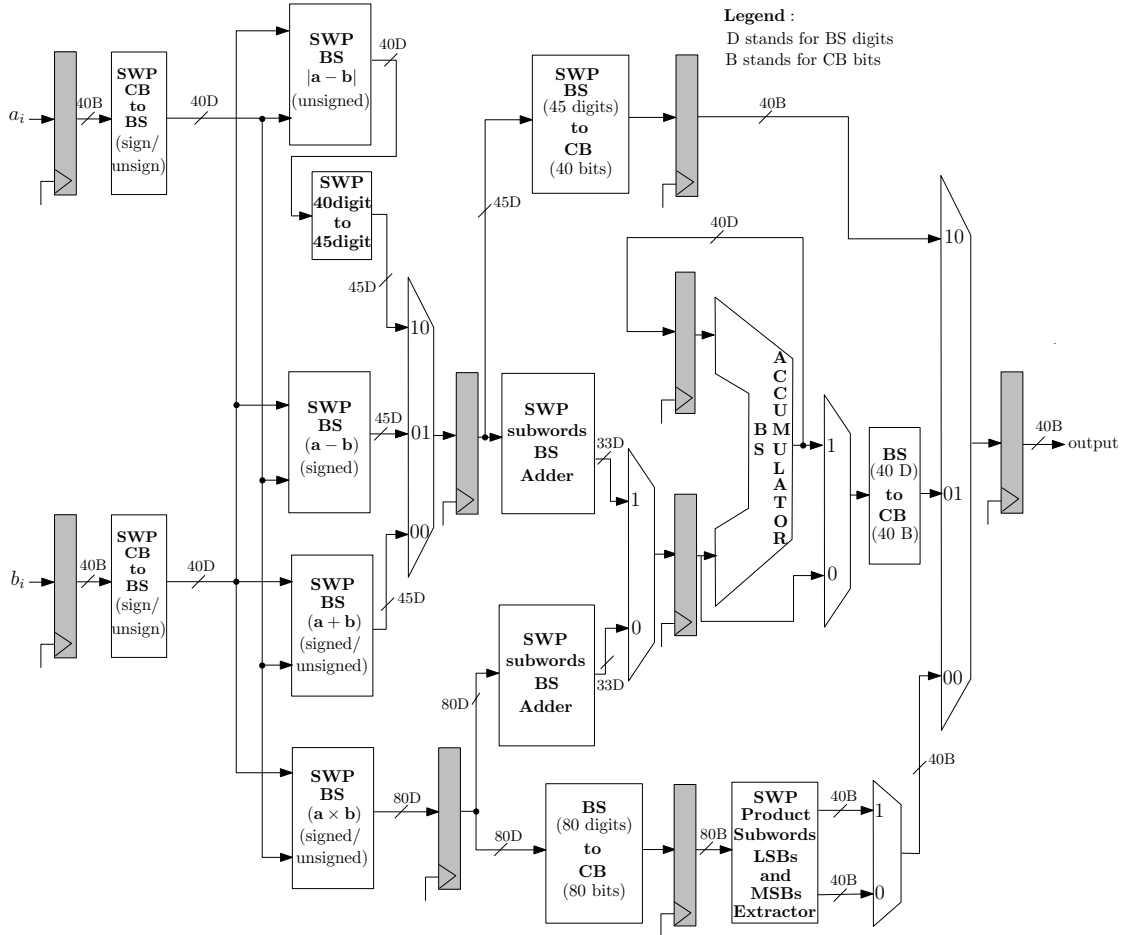 Legend :
D stands for BS digits
B stands for CB bits
a_i
40B
SWP
CB
to
BS
(sign/
unsign)
40D
SWP
BS
|a − b|
(unsigned)
40D
SWP
40digit
to
45digit
45D
SWP
BS
(a − b)
(signed)
45D
b_i
40B
SWP
CB
to
BS
(sign/
unsign)
40D
SWP
BS
(a + b)
(signed/
unsigned)
45D
10
01
00
45D
SWP
BS
(45 digits)
to
CB
(40 bits)
40B
SWP
subwords
BS
Adder
33D
1
0
SWP
subwords
BS
Adder
33D
80D
40D
BS
ACCUMULATOR
1
0
BS
(40 D)
to
CB
(40 B)
10
01
00
40B
output
SWP
BS
(a × b)
(signed/
unsigned)
80D
80D
BS
(80 digits)
to
CB
(80 bits)
80B
SWP
Product
Subwords
LSBs
and
MSBs
Extractor
40B
40B
1
0
40B